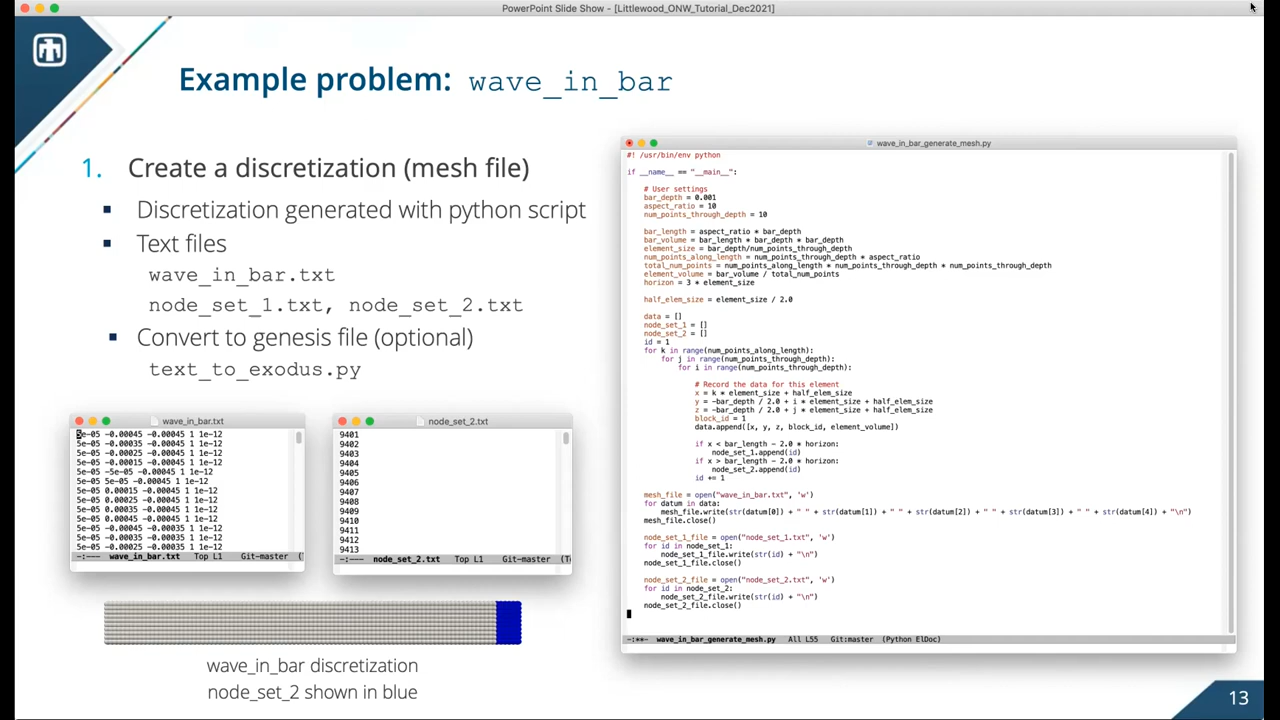 PowerPoint Slide Show - [Littlewood_ONW_Tutorial_Dec2021]
Example problem: wave_in_bar
1. Create a discretization (mesh file)
Discretization generated with python script
Text files
wave_in_bar.txt
node_set_1.txt, node_set_2.txt
Convert to genesis file (optional)
text_to_exodus.py
wave_in_bar.txt
5e-05 -0.00045 -0.00045 1 1e-12
5e-05 -0.00035 -0.00045 1 1e-12
5e-05 -0.00025 -0.00045 1 1e-12
5e-05 -0.00015 -0.00045 1 1e-12
5e-05 -5e-05 -0.00045 1 1e-12
5e-05 5e-05 -0.00045 1 1e-12
5e-05 0.00015 -0.00045 1 1e-12
5e-05 0.00025 -0.00045 1 1e-12
5e-05 0.00035 -0.00045 1 1e-12
5e-05 0.00045 -0.00045 1 1e-12
5e-05 -0.00045 -0.00035 1 1e-12
5e-05 -0.00035 -0.00035 1 1e-12
5e-05 -0.00025 -0.00035 1 1e-12
-:--- wave_in_bar.txt Top L1 Git-master (
node_set_2.txt
9401
9402
9403
9404
9405
9406
9407
9408
9409
9410
9411
9412
9413
-:--- node_set_2.txt Top L1 Git-master (T
wave_in_bar discretization
node_set_2 shown in blue
wave_in_bar_generate_mesh.py
#! /usr/bin/env python
if __name__ == "__main__":
# User settings
bar_depth = 0.001
aspect_ratio = 10
num_points_through_depth = 10
bar_length = aspect_ratio * bar_depth
bar_volume = bar_length * bar_depth * bar_depth
element_size = bar_depth/num_points_through_depth
num_points_along_length = num_points_through_depth * aspect_ratio
total_num_points = num_points_along_length * num_points_through_depth * num_points_through_depth
element_volume = bar_volume / total_num_points
horizon = 3 * element_size
half_elem_size = element_size / 2.0
data = []
node_set_1 = []
node_set_2 = []
id = 1
for k in range(num_points_along_length):
for j in range(num_points_through_depth):
for i in range(num_points_through_depth):
# Record the data for this element
x = k * element_size + half_elem_size
y = -bar_depth / 2.0 + i * element_size + half_elem_size
z = -bar_depth / 2.0 + j * element_size + half_elem_size
block_id = 1
data.append([x, y, z, block_id, element_volume])
if x < bar_length - 2.0 * horizon:
node_set_1.append(id)
if x > bar_length - 2.0 * horizon:
node_set_2.append(id)
id += 1
mesh_file = open("wave_in_bar.txt", 'w')
for datum in data:
mesh_file.write(str(datum[0]) + " " + str(datum[1]) + " " + str(datum[2]) + " " + str(datum[3]) + " " + str(datum[4]) + "\n")
mesh_file.close()
node_set_1_file = open("node_set_1.txt", 'w')
for id in node_set_1:
node_set_1_file.write(str(id) + "\n")
node_set_1_file.close()
node_set_2_file = open("node_set_2.txt", 'w')
for id in node_set_2:
node_set_2_file.write(str(id) + "\n")
node_set_2_file.close()
-:**- wave_in_bar_generate_mesh.py All L55 Git:master (Python ElDoc)
13